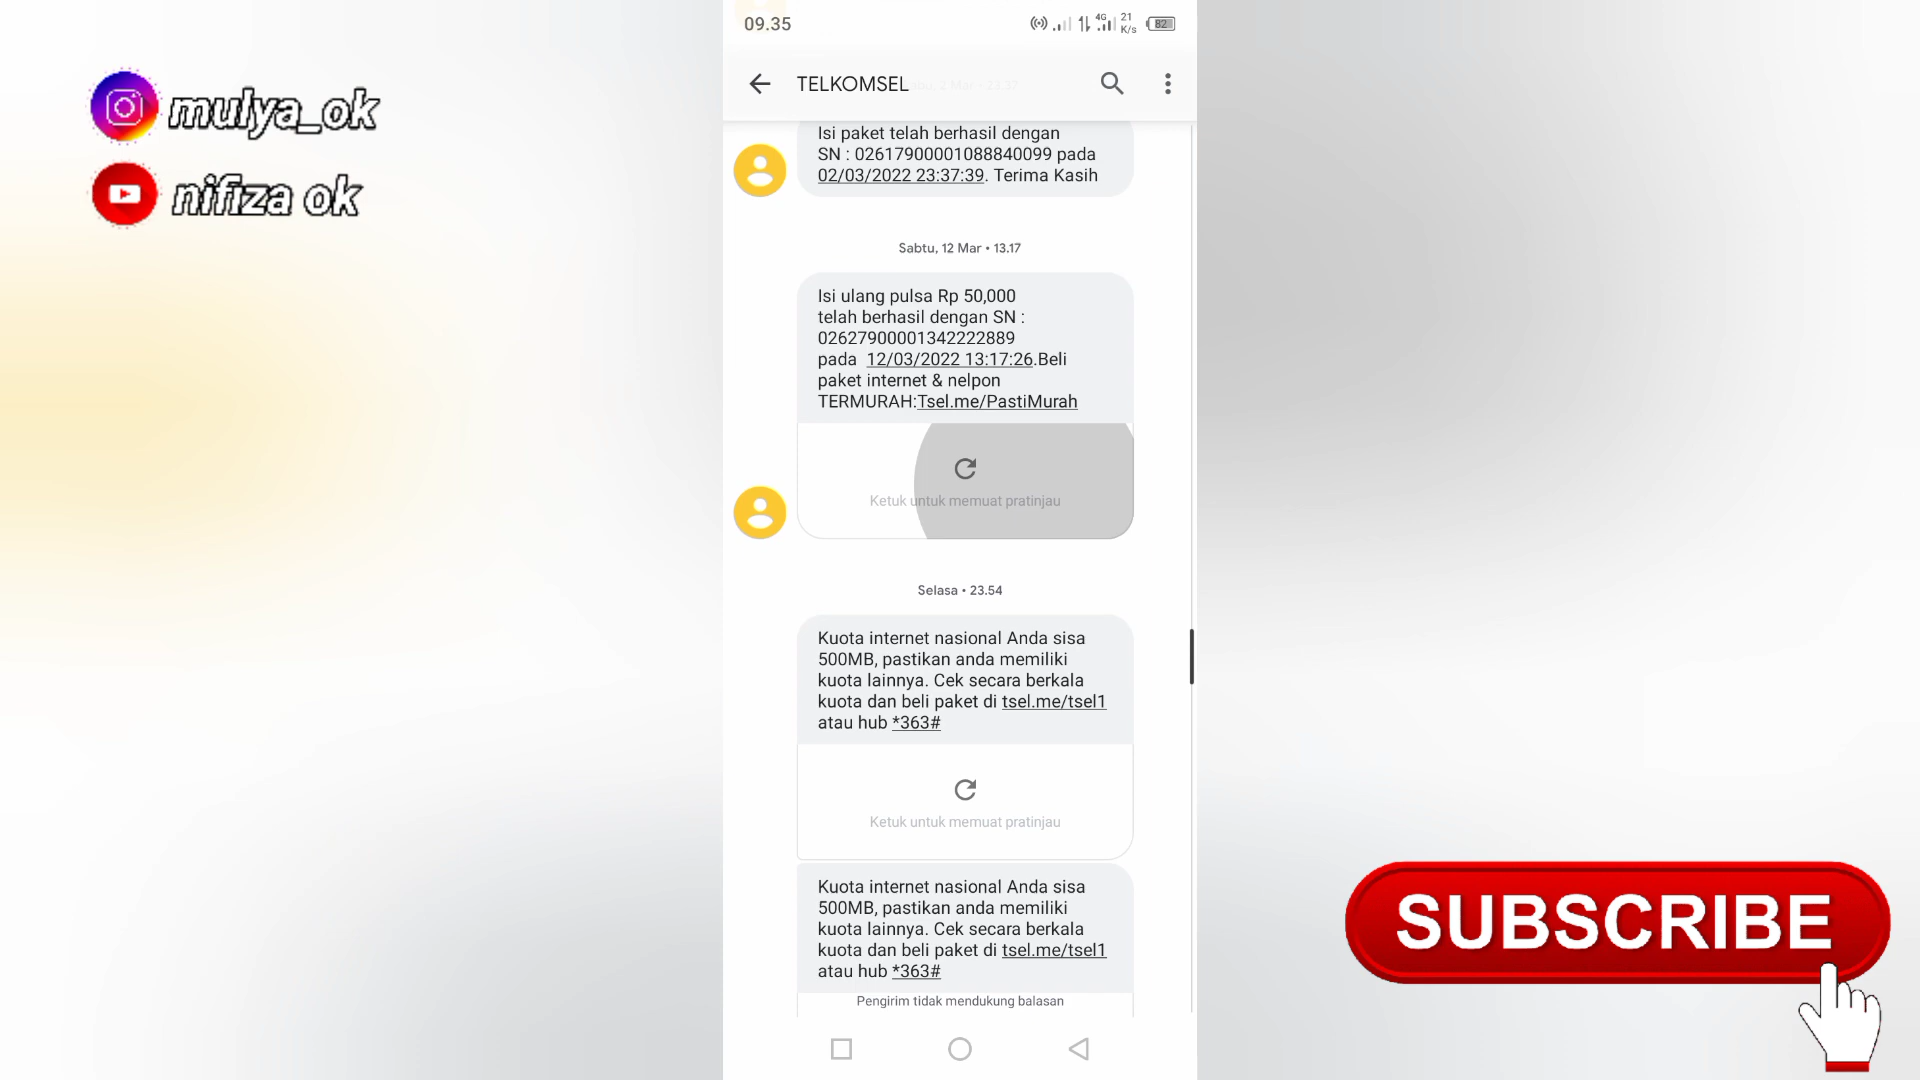 mulya_ok
nifiza ok
09.35
4G
21
K/s
82
TELKOMSEL
Isi paket telah berhasil dengan
SN : 02617900001088840099 pada
02/03/2022 23:37:39. Terima Kasih
Sabtu, 12 Mar • 13.17
Isi ulang pulsa Rp 50,000
telah berhasil dengan SN :
02627900001342222889
pada  12/03/2022 13:17:26.Beli
paket internet & nelpon
TERMURAH:Tsel.me/PastiMurah
Ketuk untuk memuat pratinjau
Selasa • 23.54
Kuota internet nasional Anda sisa
500MB, pastikan anda memiliki
kuota lainnya. Cek secara berkala
kuota dan beli paket di tsel.me/tsel1
atau hub *363#
Ketuk untuk memuat pratinjau
Kuota internet nasional Anda sisa
500MB, pastikan anda memiliki
kuota lainnya. Cek secara berkala
kuota dan beli paket di tsel.me/tsel1
atau hub *363#
Pengirim tidak mendukung balasan
SUBSCRIBE